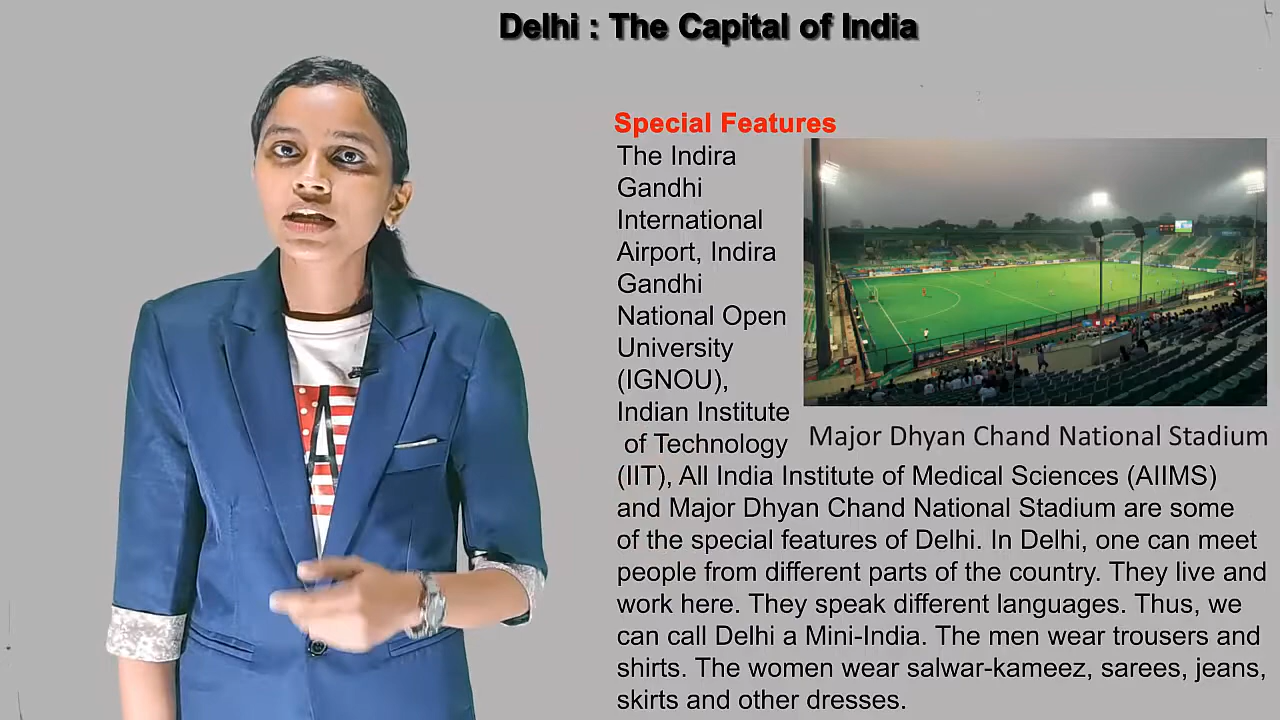 Delhi : The Capital of India
Special Features
The Indira
Gandhi
International
Airport, Indira
Gandhi
National Open
University
(IGNOU),
Indian Institute
of Technology
Major Dhyan Chand National Stadium
(IIT), All India Institute of Medical Sciences (AIIMS)
and Major Dhyan Chand National Stadium are some
of the special features of Delhi. In Delhi, one can meet
people from different parts of the country. They live and
work here. They speak different languages. Thus, we
can call Delhi a Mini-India. The men wear trousers and
shirts. The women wear salwar-kameez, sarees, jeans,
skirts and other dresses.